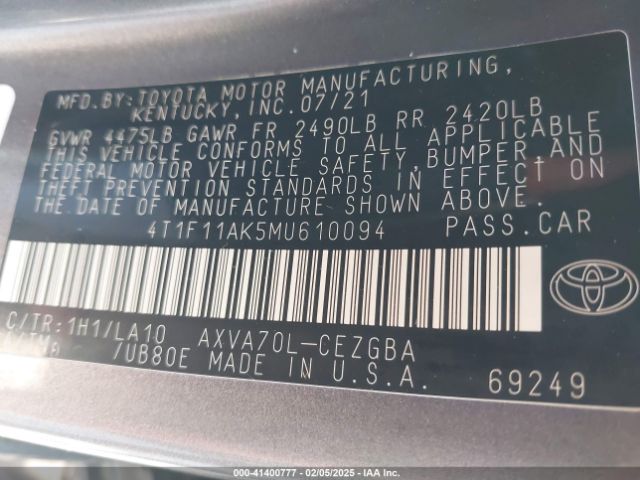 MFD.BY:TOYOTA MOTOR MANUFACTURING,
KENTUCKY, INC. 07/21
GVWR 4475LB GAWR FR 2490LB RR 2420LB
THIS VEHICLE CONFORMS TO ALL APPLICABLE
FEDERAL MOTOR VEHICLE SAFETY, BUMPER, AND
THEFT PREVENTION STANDARDS IN EFFECT ON
THE DATE OF MANUFACTURE SHOWN ABOVE.
4T1F11AK5MU610094 PASS.CAR
C/TR:1H1/LA10 AXVA70L-CEZGBA
/UB80E MADE IN U.S.A.
69249
000-41400777 - 02/05/2025 - IAA Inc.